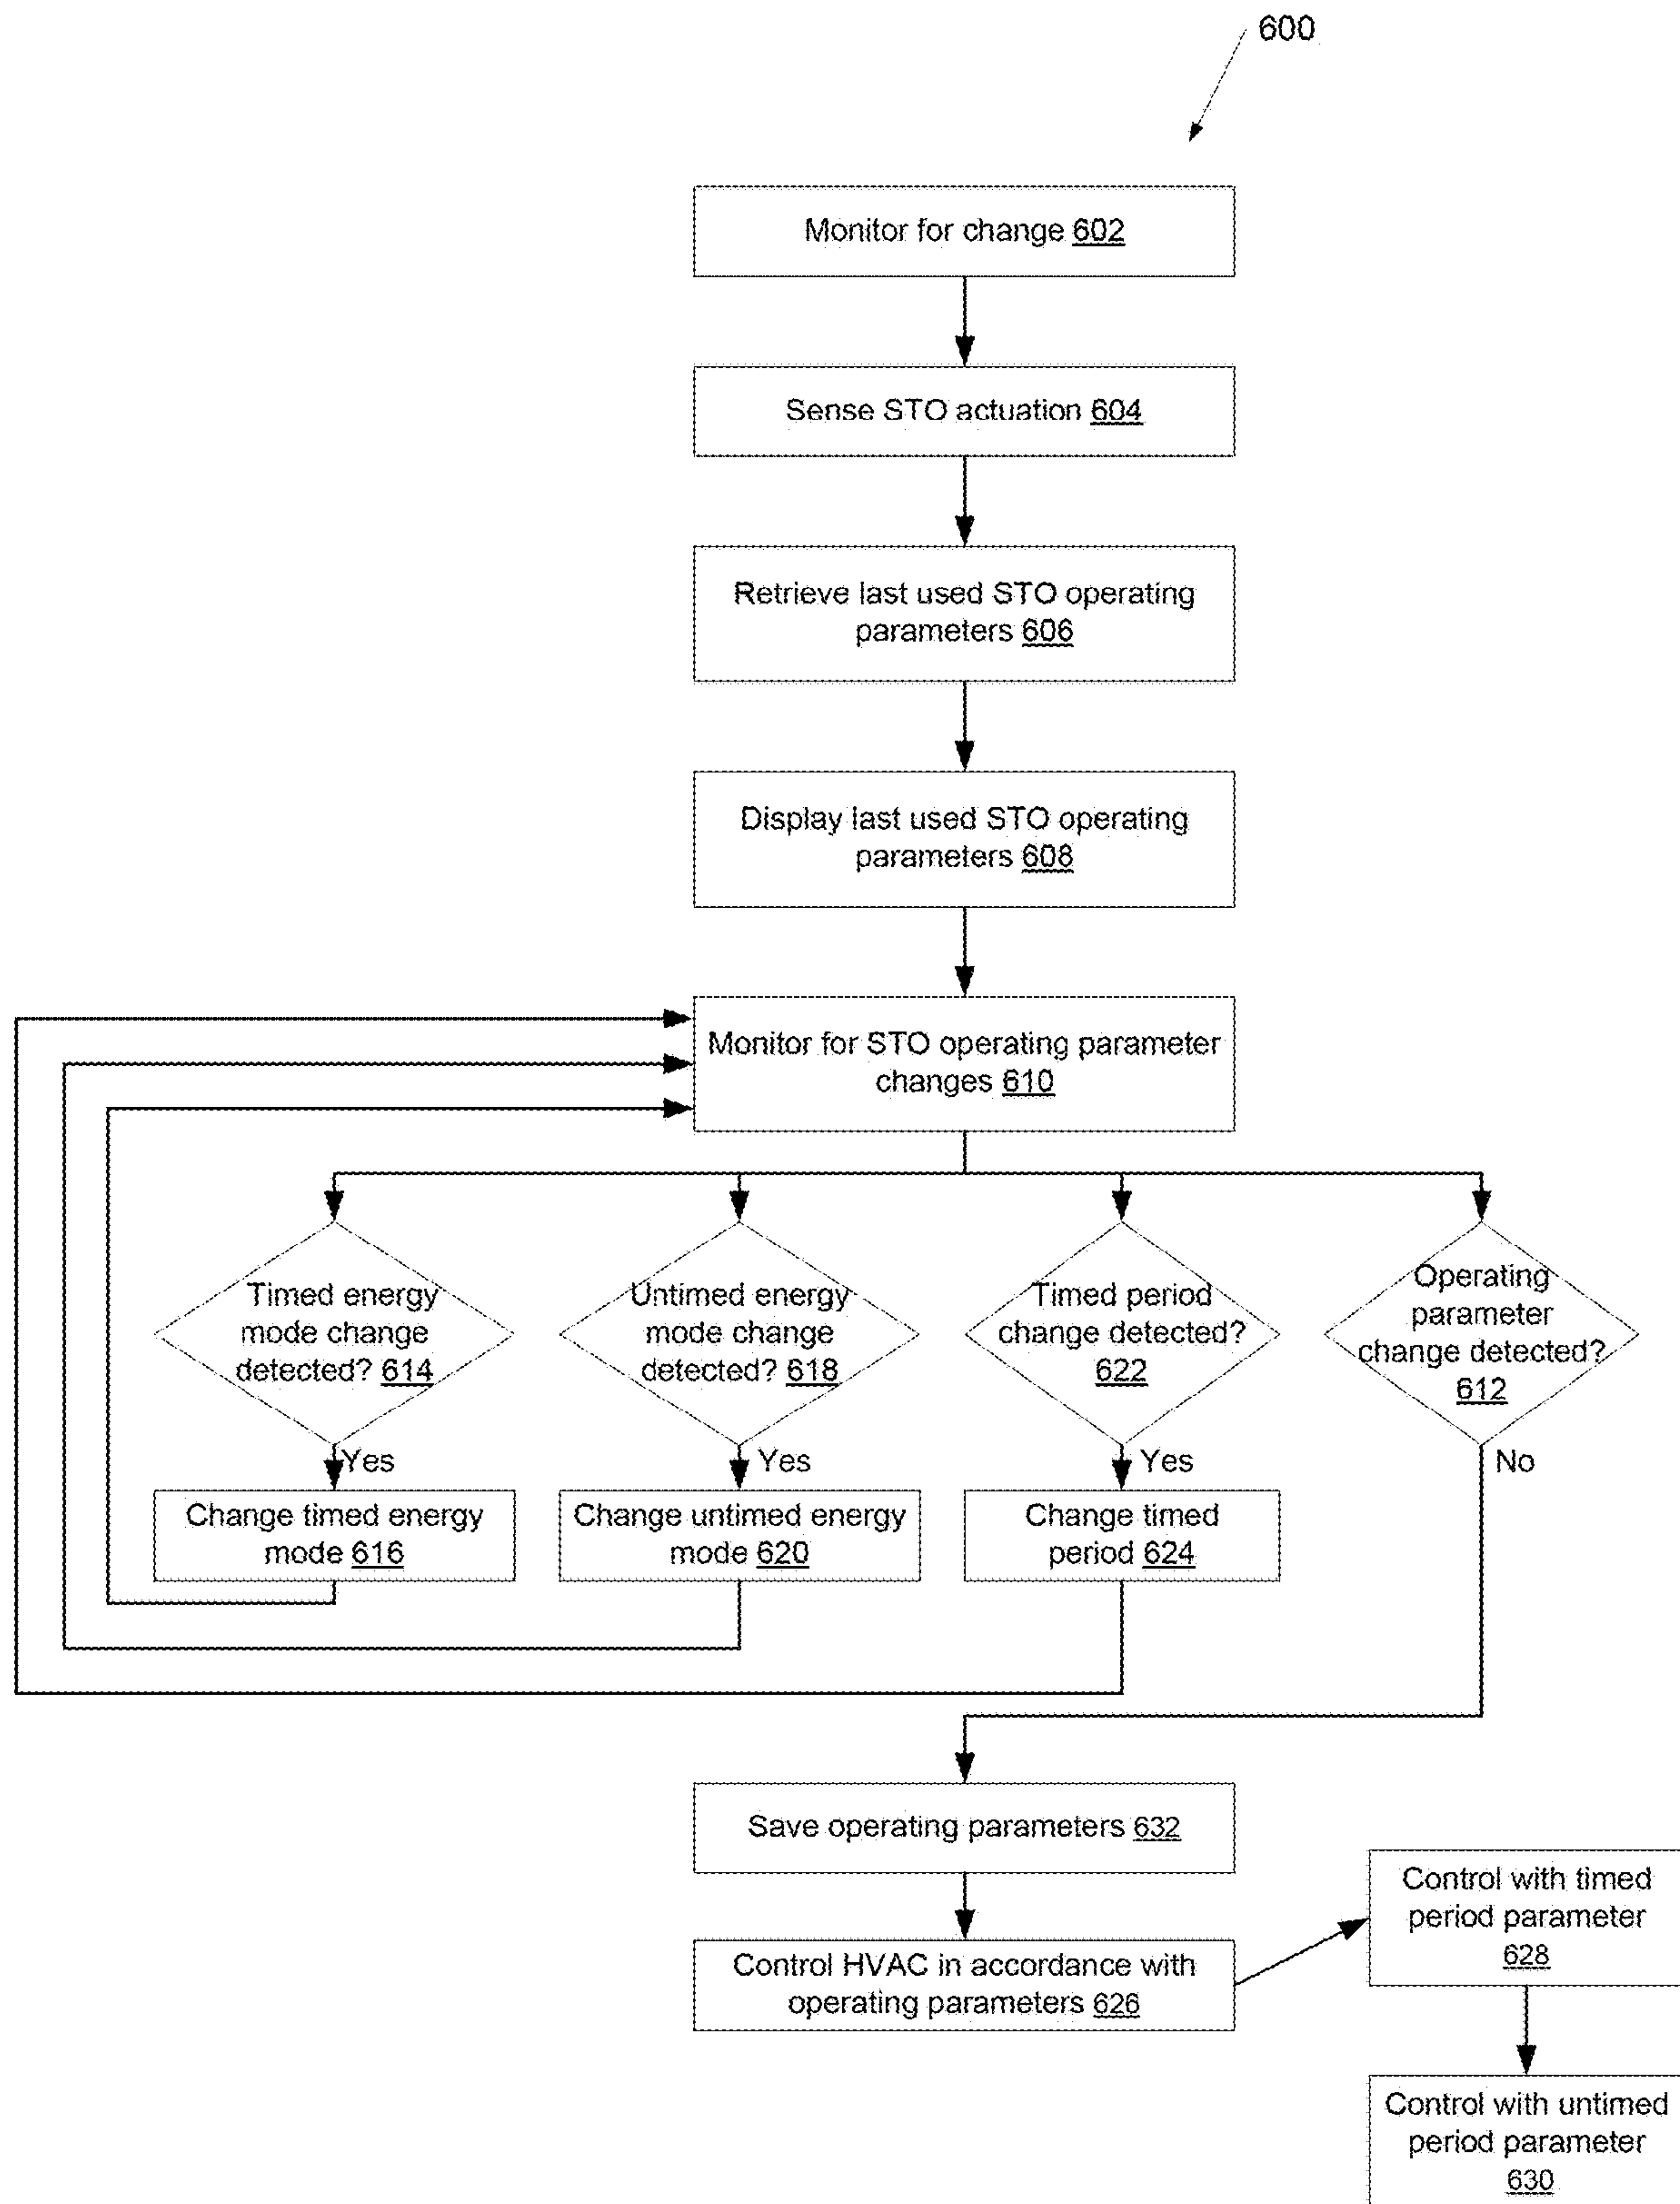 600
Monitor for change 602
Sense STO actuation 604
Retrieve last used STO operating
parameters 606
Display last used STO operating
parameters 608
Monitor for STO operating parameter
changes 610
Timed energy
mode change
detected? 614
Untimed energy
mode change
detected? 618
Timed period
change detected?
622
Operating
parameter
change detected?
612
Yes
Yes
Yes
No
Change timed energy
mode 616
Change untimed energy
mode 620
Change timed
period 624
Save operating parameters 632
Control HVAC in accordance with
operating parameters 626
Control with timed
period parameter
628
Control with untimed
period parameter
630